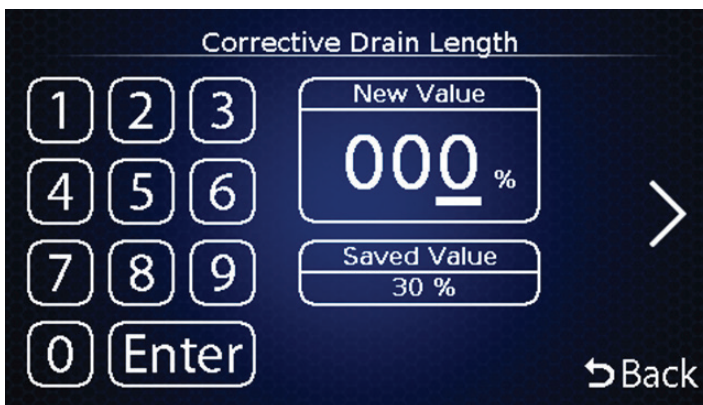 Corrective Drain Length
1 2 3
4 5 6
7 8 9
0 Enter
New Value
000 %
Saved Value
30 %
Back